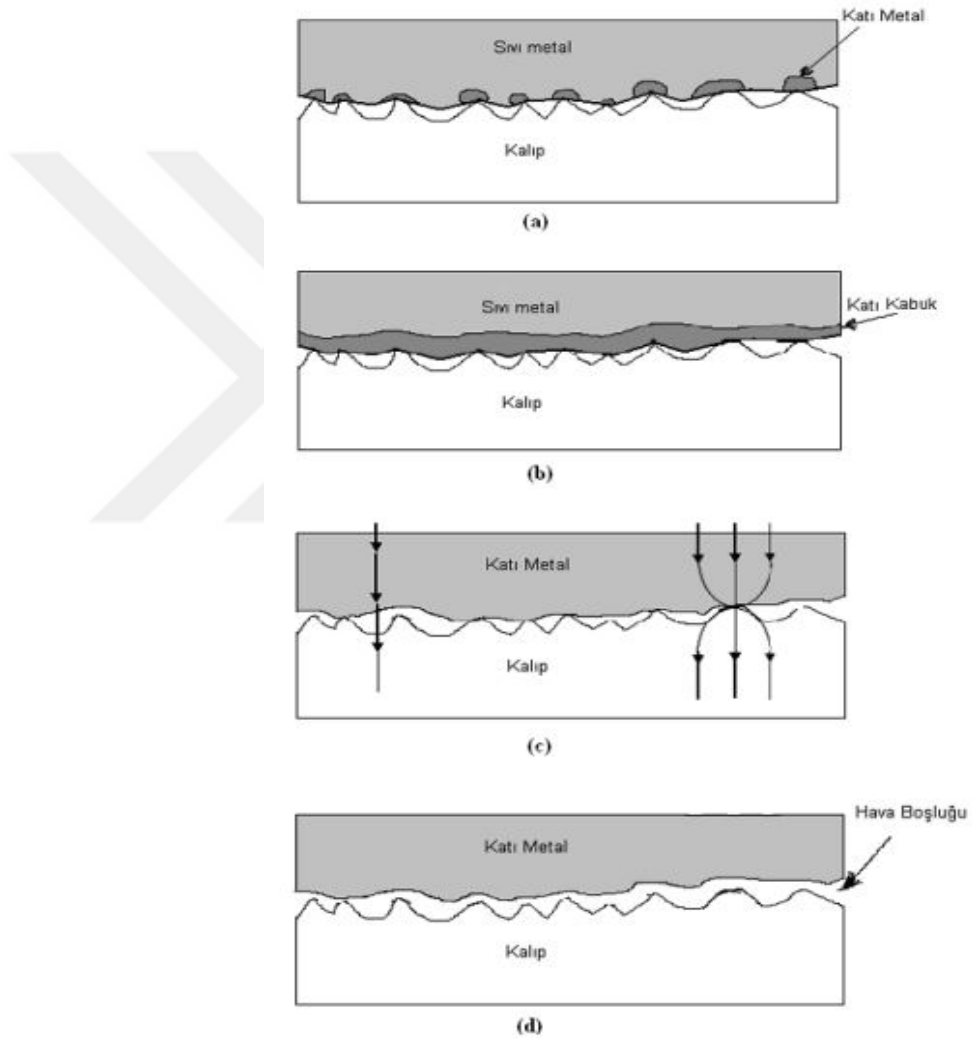 Katı Metal
Sıvı metal
Kalıp
(a)
Sıvı metal
Katı Kabuk
Kalıp
(b)
Katı Metal
Kalıp
(c)
Hava Boşluğu
Katı Metal
Kalıp
(d)